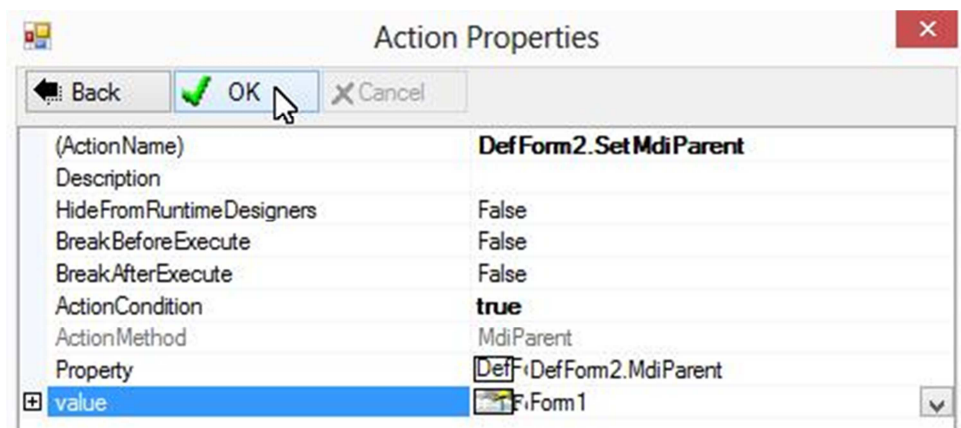 Action Properties
Back OK Cancel
(ActionName) DefForm2.SetMdiParent
Description
HideFromRuntimeDesigners False
BreakBeforeExecute False
BreakAfterExecute False
ActionCondition true
ActionMethod MdiParent
Property DefF DefForm2.MdiParent
value F Form1